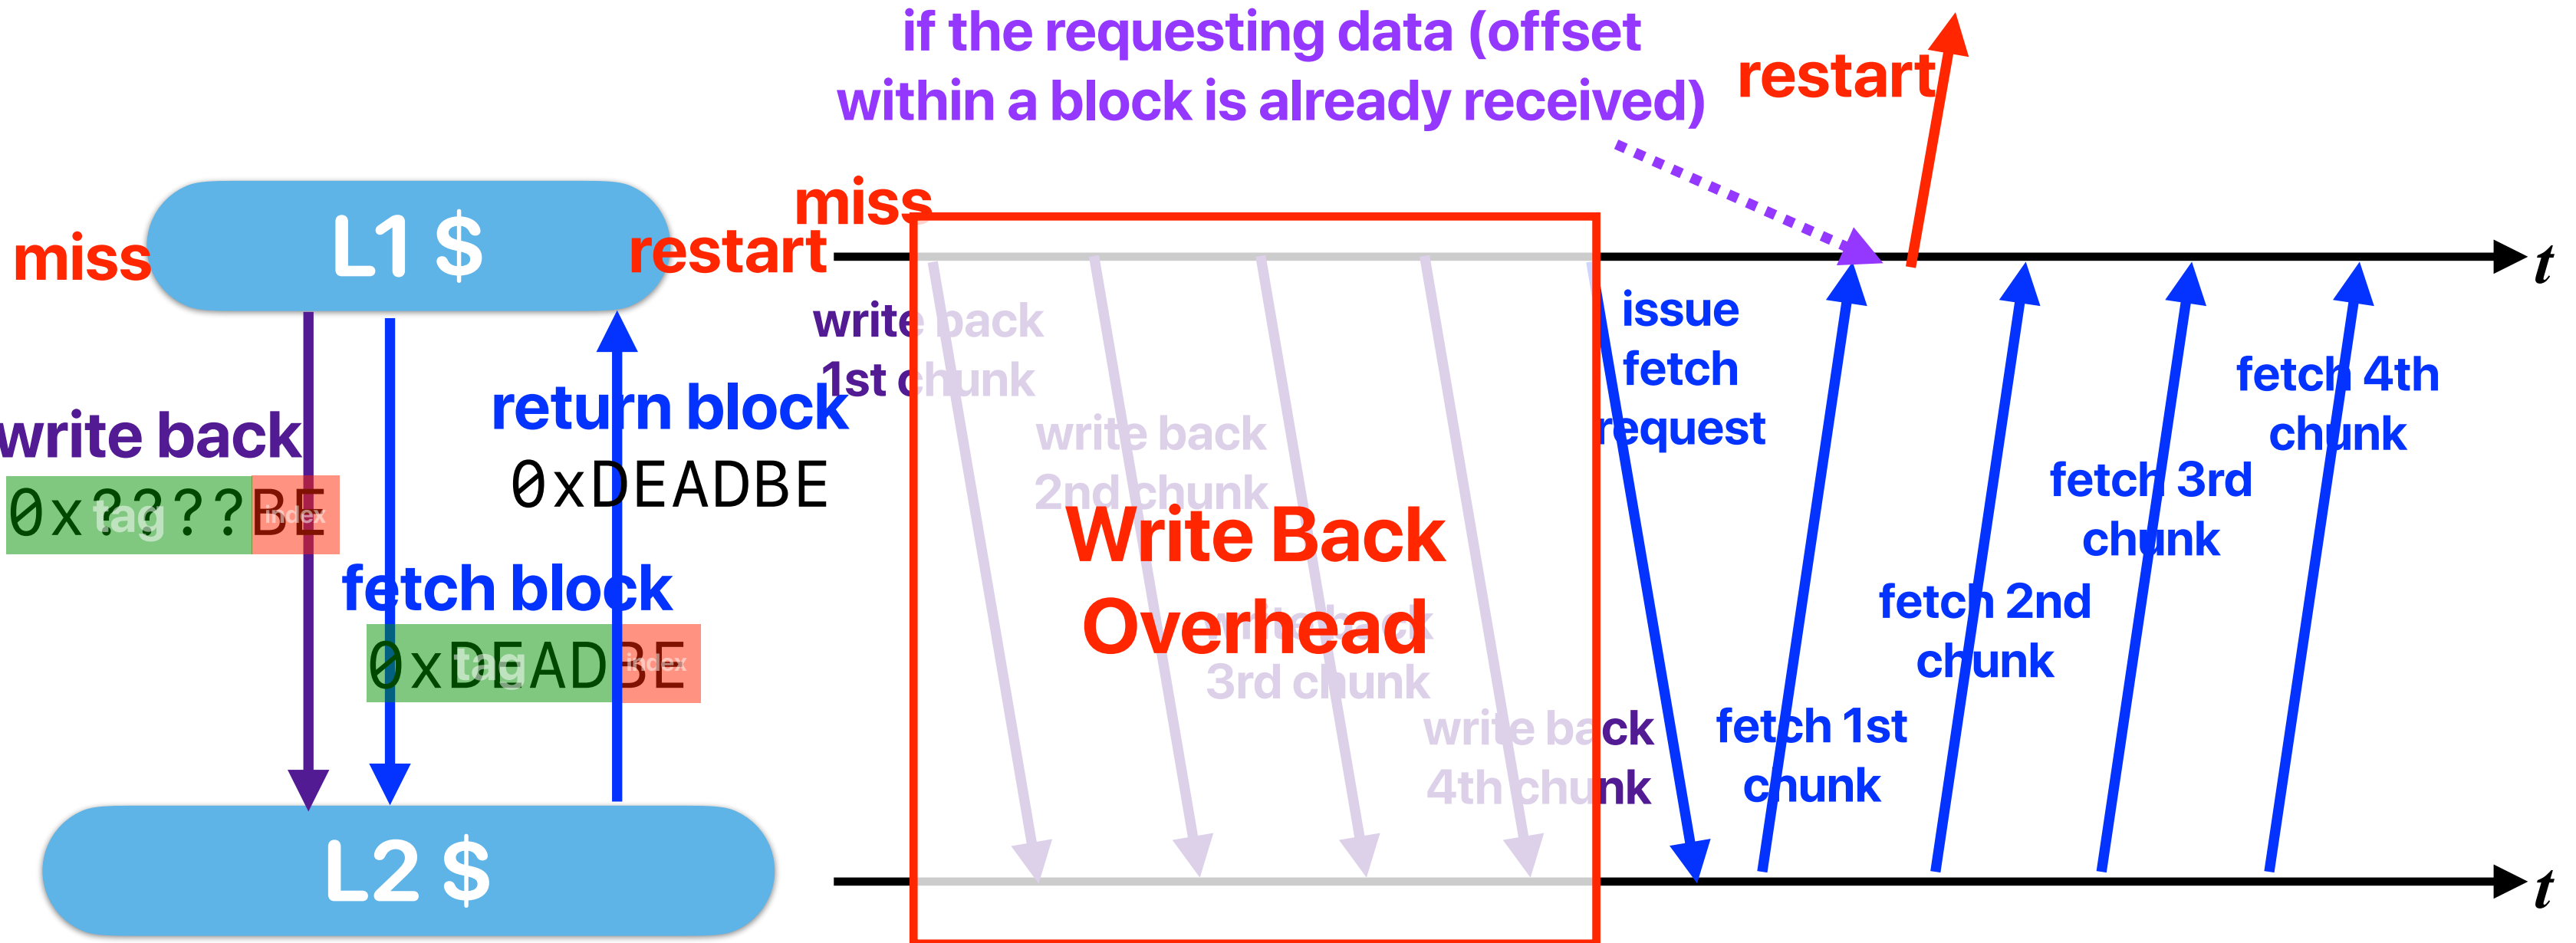 if the requesting data (offset
within a block is already received)
restart
miss
L1 $
miss
restart
t
write back
1st chunk
issue
fetch
request
return block
0xDEADBE
write back
0x????BE
tag
index
write back
2nd chunk
fetch 4th
chunk
fetch 3rd
chunk
Write Back
Overhead
fetch block
0xDEADBE
tag
index
write back
3rd chunk
fetch 2nd
chunk
write back
4th chunk
fetch 1st
chunk
L2 $
t